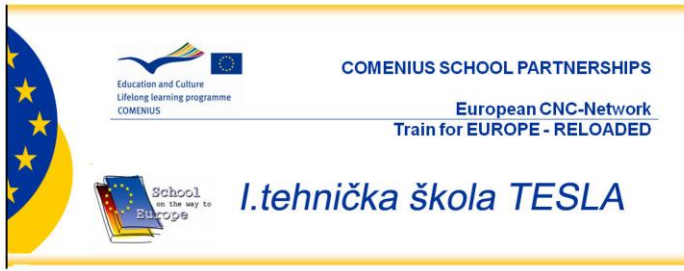 COMENIUS SCHOOL PARTNERSHIPS
Education and Culture
Lifelong learning programme
COMENIUS
European CNC-Network
Train for EUROPE - RELOADED
School
on the way to
Europe
I.tehnička škola TESLA